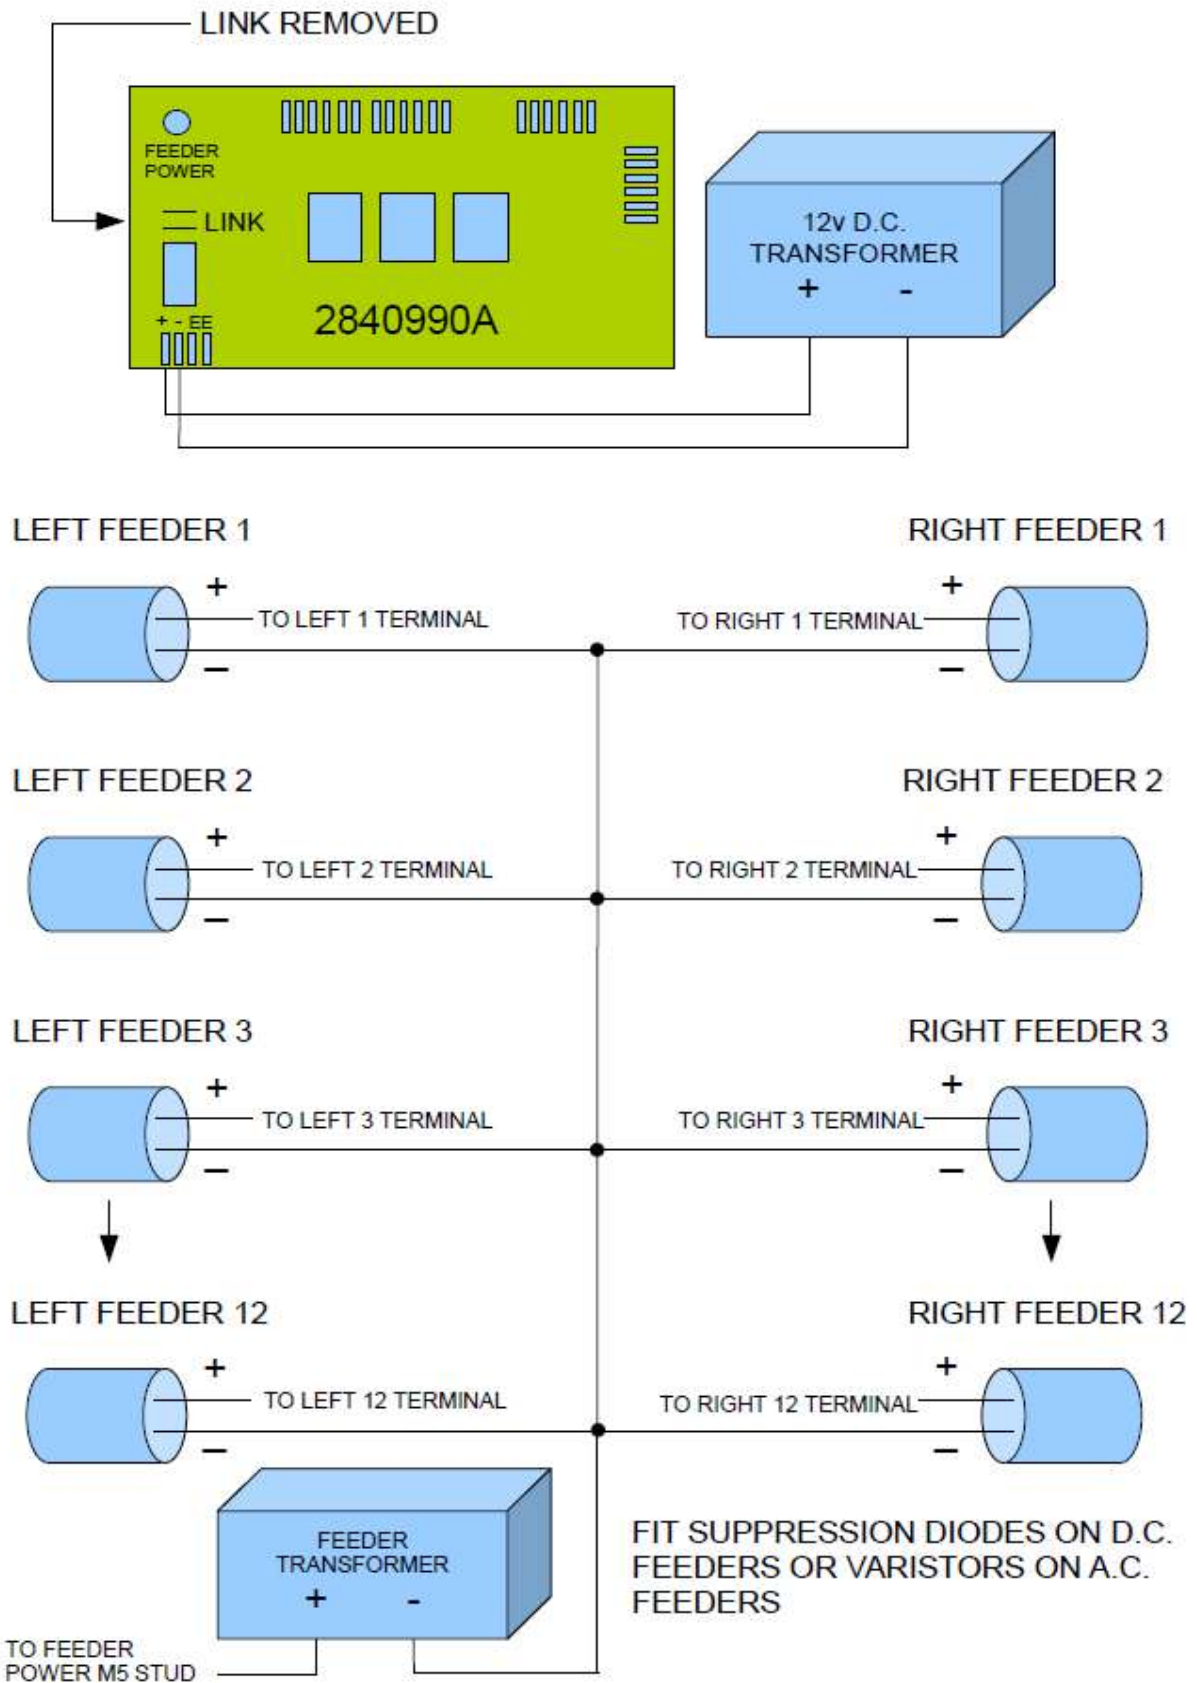 LINK REMOVED
FEEDER
POWER
LINK
+ - EE
2840990A
12v D.C.
TRANSFORMER
+ -
LEFT FEEDER 1
RIGHT FEEDER 1
+ +
TO LEFT 1 TERMINAL
TO RIGHT 1 TERMINAL
– –
LEFT FEEDER 2
RIGHT FEEDER 2
+ +
TO LEFT 2 TERMINAL
TO RIGHT 2 TERMINAL
– –
LEFT FEEDER 3
RIGHT FEEDER 3
+ +
TO LEFT 3 TERMINAL
TO RIGHT 3 TERMINAL
– –
LEFT FEEDER 12
RIGHT FEEDER 12
+ +
TO LEFT 12 TERMINAL
TO RIGHT 12 TERMINAL
– –
FEEDER
TRANSFORMER
+ -
TO FEEDER
POWER M5 STUD
FIT SUPPRESSION DIODES ON D.C.
FEEDERS OR VARISTORS ON A.C.
FEEDERS